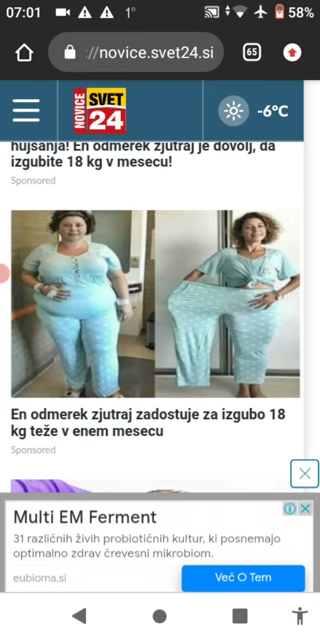 07:01
1°
58%
://novice.svet24.si
65
NOVICE SVET 24
-6°C
hujšanja! En odmerek zjutraj je dovolj, da
izgubite 18 kg v mesecu!
Sponsored
En odmerek zjutraj zadostuje za izgubo 18
kg teže v enem mesecu
Sponsored
Multi EM Ferment
31 različnih živih probiotičnih kultur, ki posnemajo
optimalno zdrav črevesni mikrobiom.
eubioma.si
Več O Tem